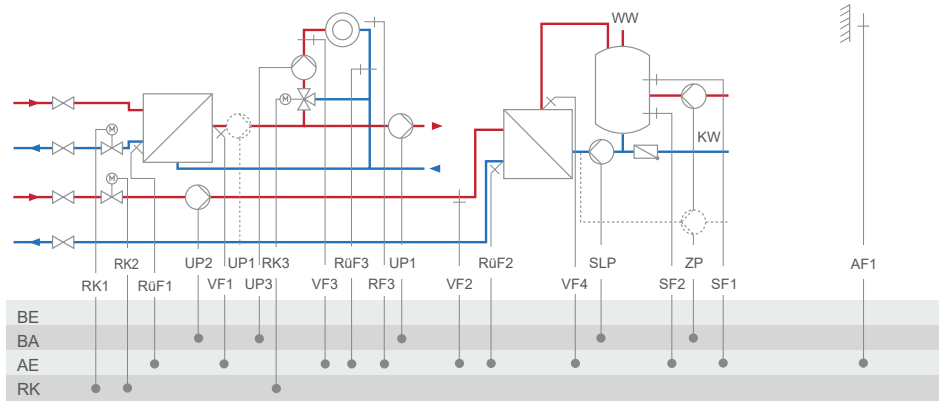 WW
M
KW
M
RK2 UP2 UP1 RK3 RüF3 UP1 RüF2 SLP ZP AF1
RK1 RüF1 VF1 UP3 VF3 RF3 VF2 VF4 SF2 SF1
BE
BA
AE
RK
M